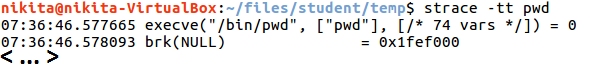 nikita@nikita-VirtualBox:~/files/student/temp$ strace -tt pwd
07:36:46.577665 execve("/bin/pwd", ["pwd"], [/* 74 vars */]) = 0
07:36:46.578093 brk(NULL)               = 0x1fef000
< ... >